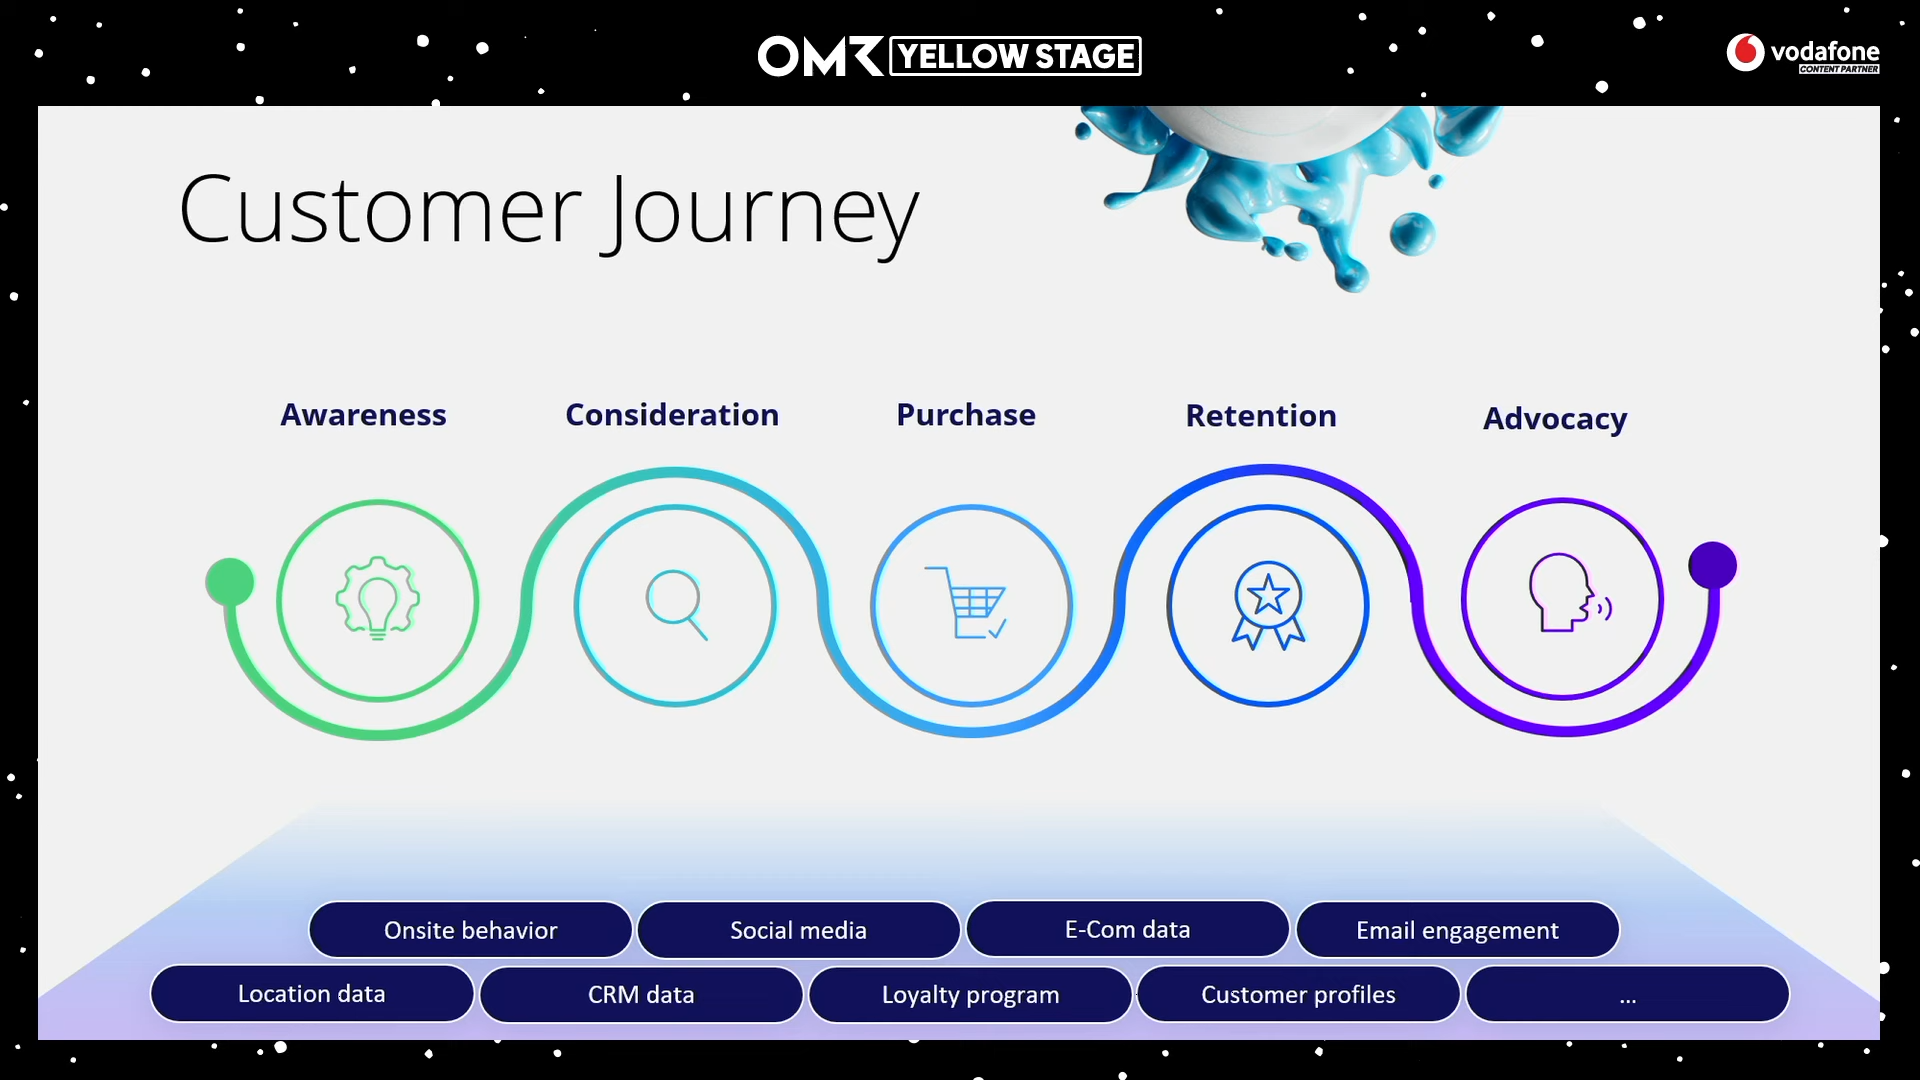 OMR YELLOW STAGE
vodafone
CONTENT PARTNER
Customer Journey
Awareness
Consideration
Purchase
Retention
Advocacy
Onsite behavior
Social media
E-Com data
Email engagement
Location data
CRM data
Loyalty program
Customer profiles
...